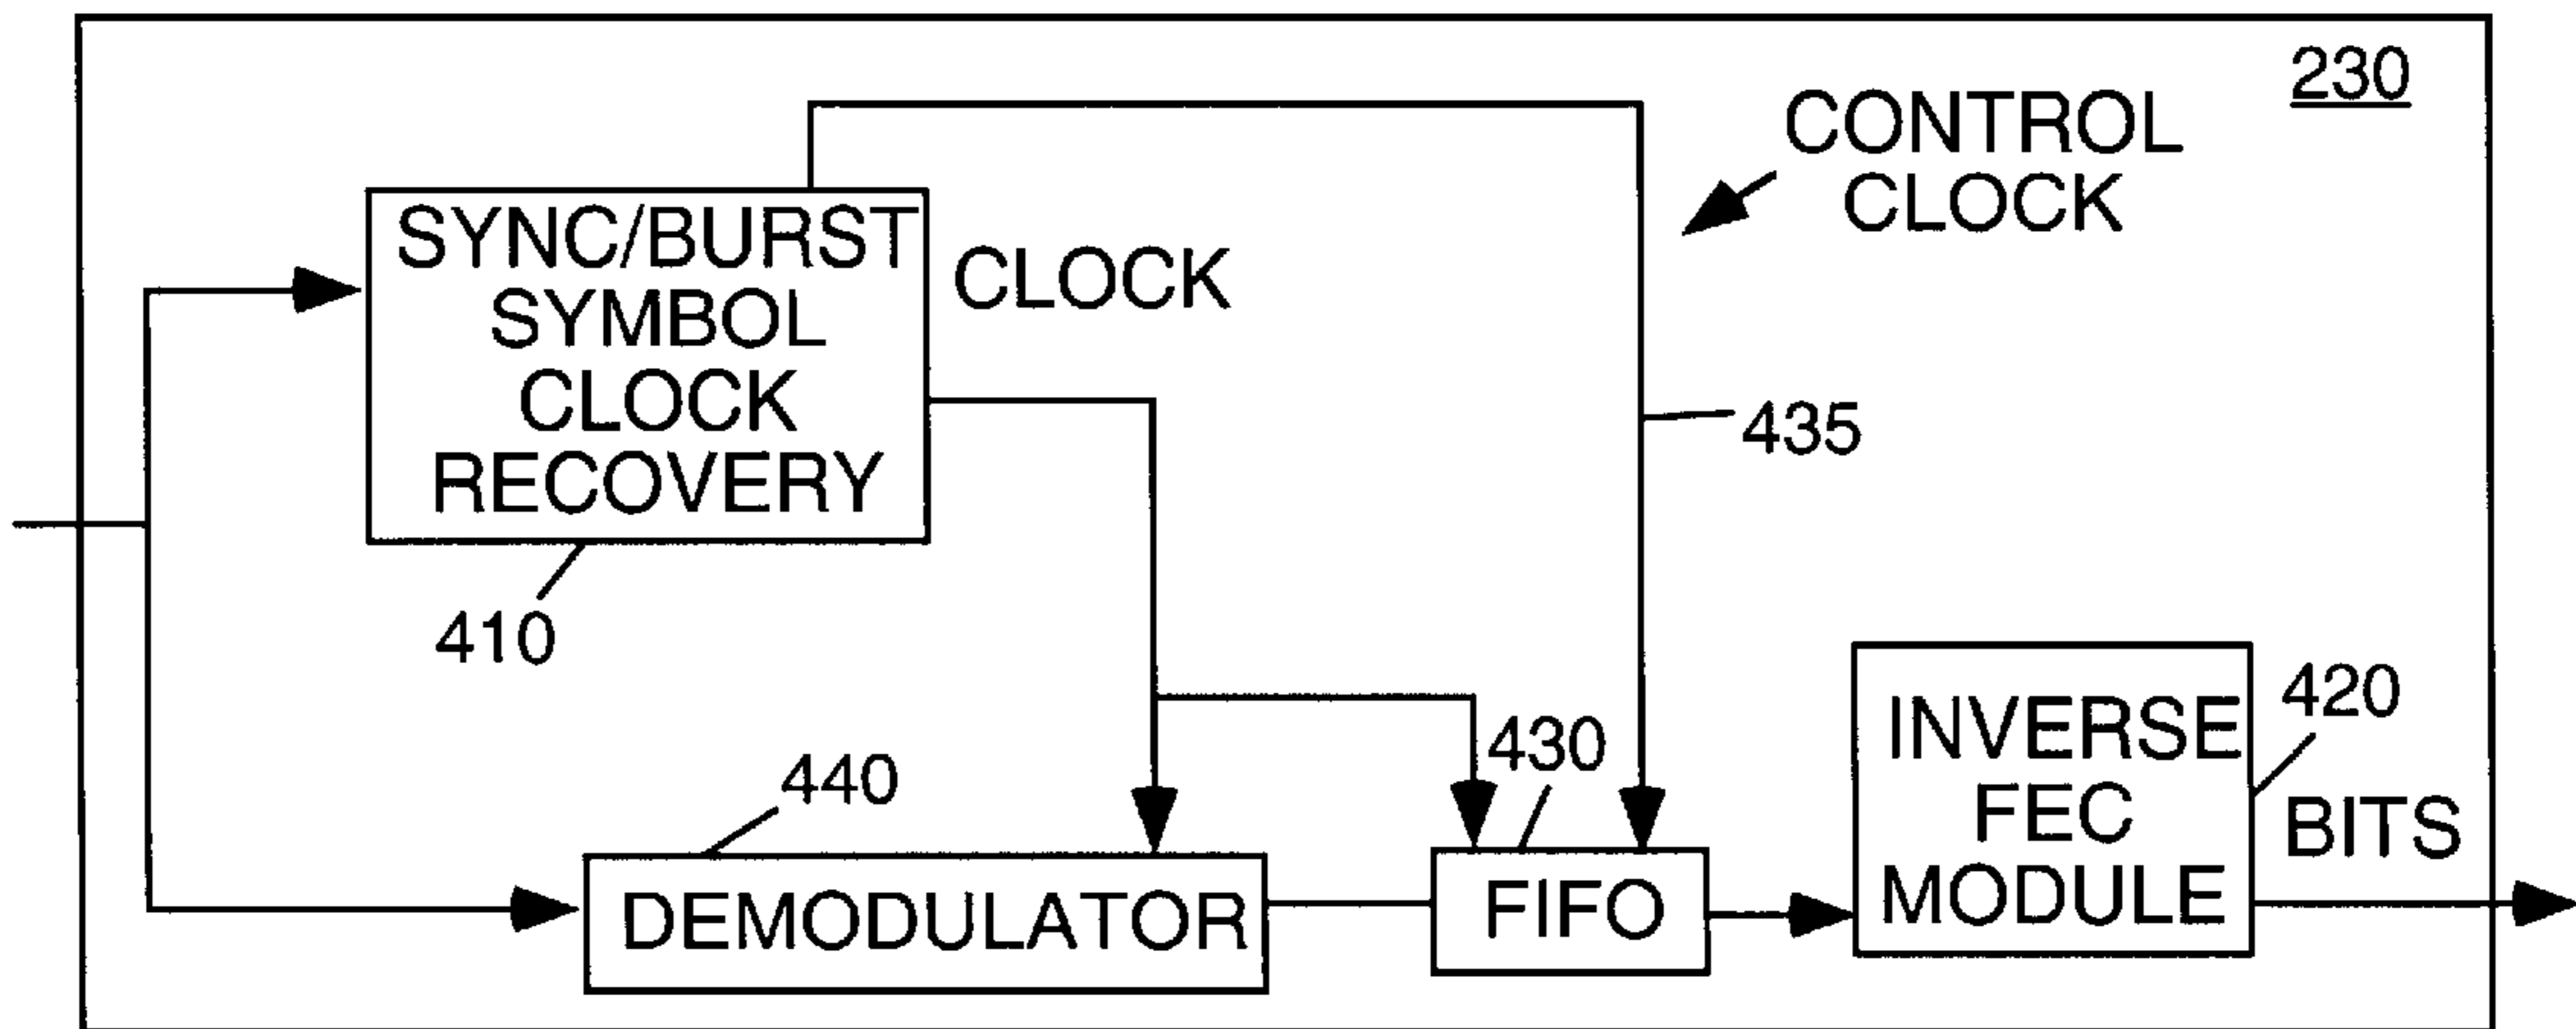 230
CONTROL
CLOCK
SYNC/BURST
SYMBOL
CLOCK
RECOVERY
CLOCK
435
410
440
430
420
INVERSE
FEC
MODULE
BITS
DEMODULATOR
FIFO